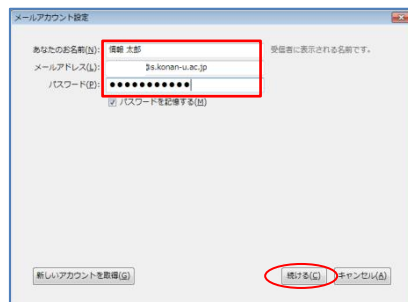 メールアカウント設定
あなたのお名前(N): 情報 太郎 受信者に表示される名前です。
メールアドレス(L): @s.konan-u.ac.jp
パスワード(P): ●●●●●●●●●●●
パスワードを記憶する(M)
新しいアカウントを取得(G) 続ける(C) キャンセル(A)